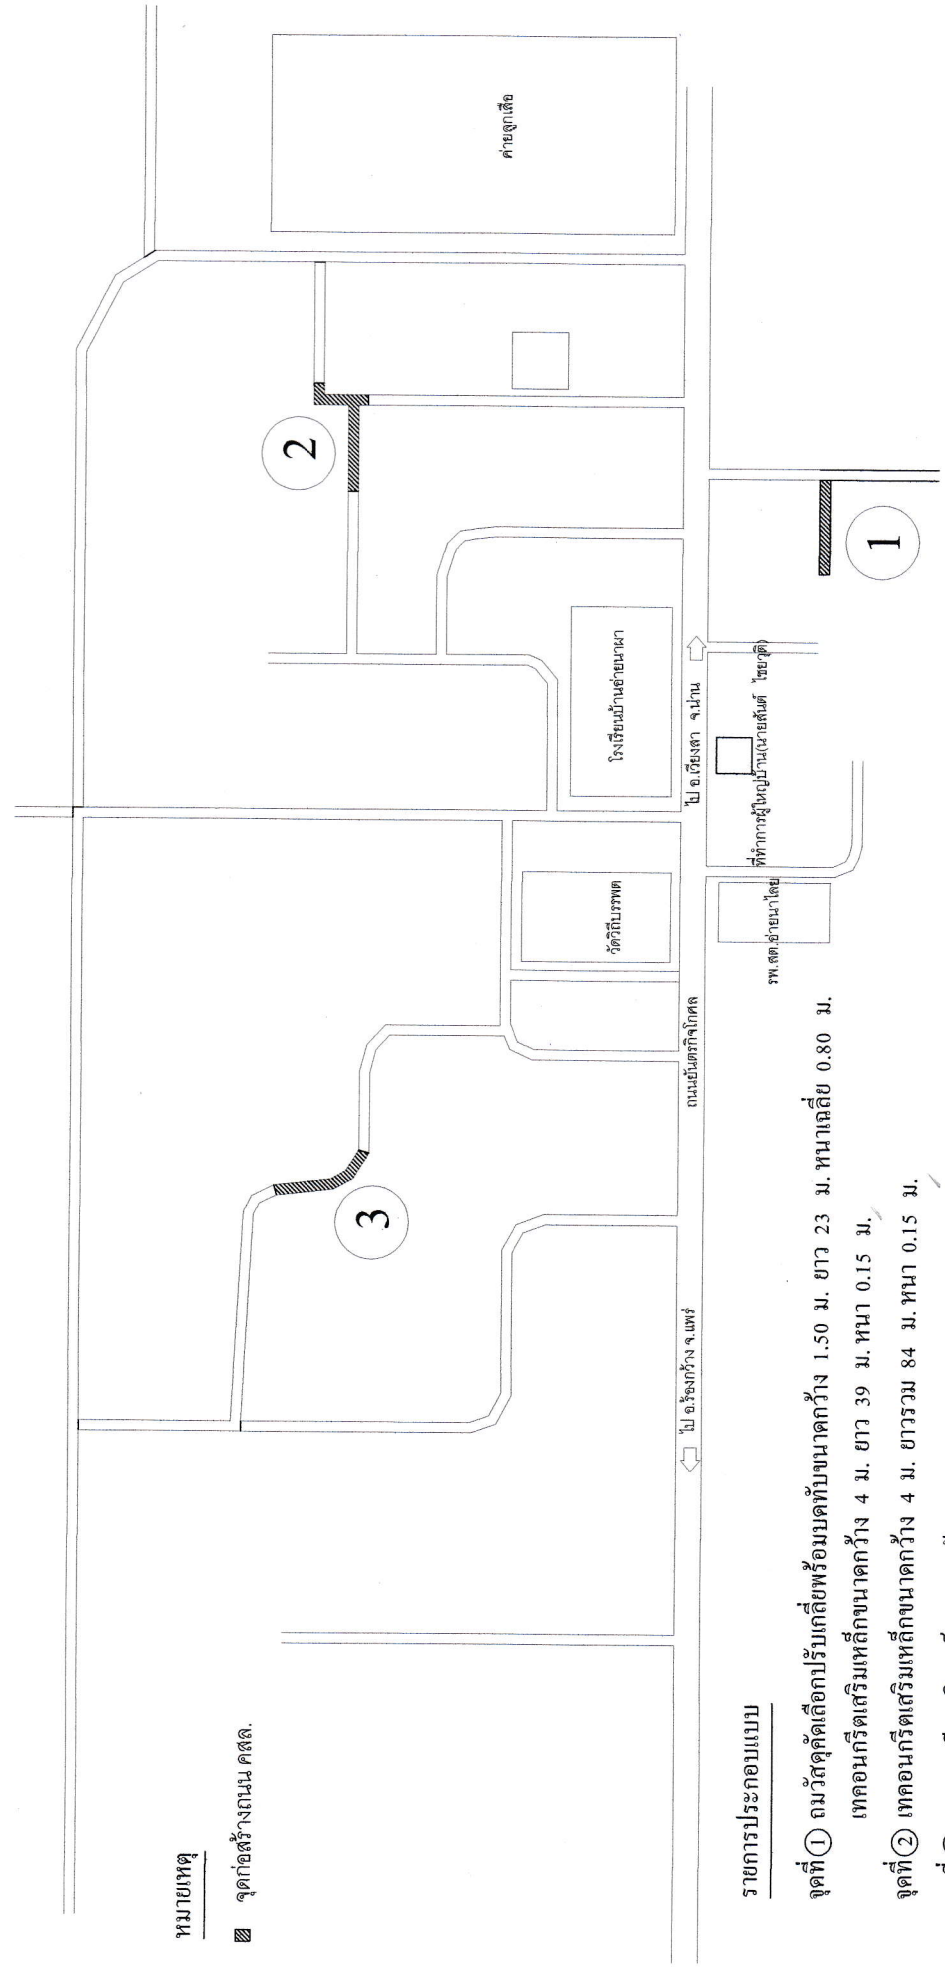 หมายเหตุ
จุดก่อสร้างถนน คสล.
ค่ายลูกเสือ
2
3
1
โรงเรียนบ้านอ่ายนาผา
วัดวิถีบรรพต
ไป อ.เวียงสา จ.น่าน
ถนนยันตรกิจโกศล
ไป อ.ร้องกวาง จ.แพร่
ที่ทำการผู้ใหญ่บ้าน(นายสันต์ ไชยวุฒิ)
รพ.สต.อ่ายนาไลย
รายการประกอบแบบ
จุดที่ 1 ถมวัสดุคัดเลือกปรับเกลี่ยพร้อมบดทับขนาดกว้าง 1.50 ม. ยาว 23 ม. หนาเฉลี่ย 0.80 ม.
เทคอนกรีตเสริมเหล็กขนาดกว้าง 4 ม. ยาว 39 ม. หนา 0.15 ม.
จุดที่ 2 เทคอนกรีตเสริมเหล็กขนาดกว้าง 4 ม. ยาวรวม 84 ม. หนา 0.15 ม.